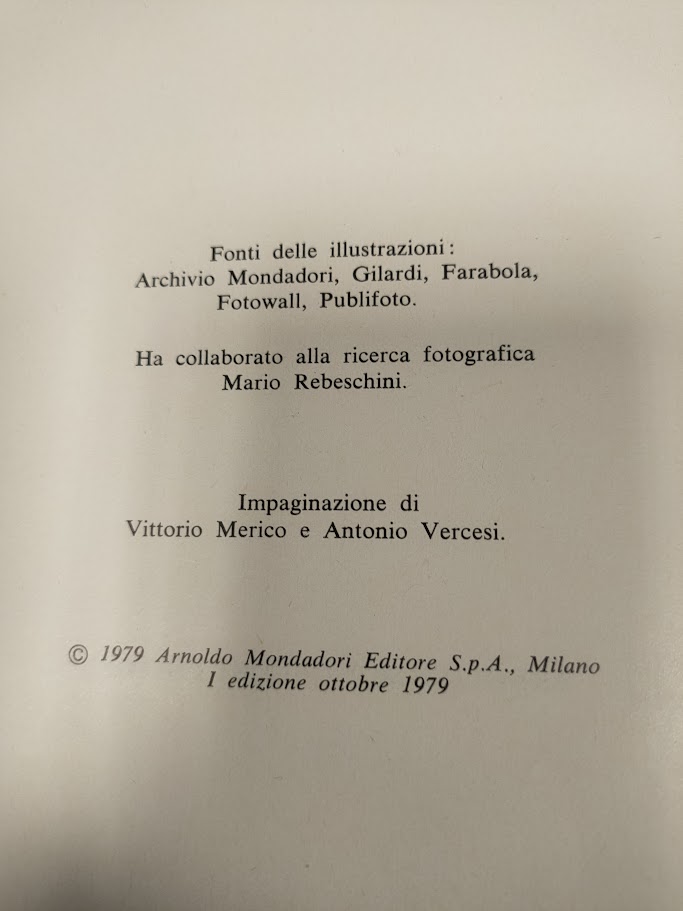 Fonti delle illustrazioni:
Archivio Mondadori, Gilardi, Farabola,
Fotowall, Publifoto.
Ha collaborato alla ricerca fotografica
Mario Rebeschini.
Impaginazione di
Vittorio Merico e Antonio Vercesi.
© 1979 Arnoldo Mondadori Editore S.p.A., Milano
I edizione ottobre 1979